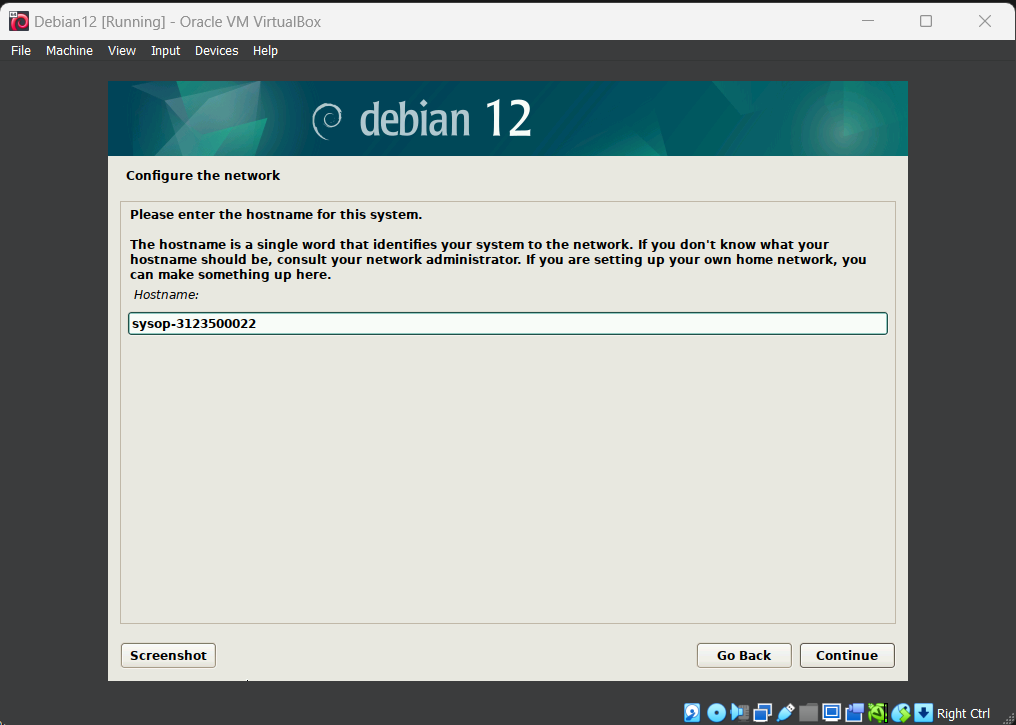 Debian12 [Running] - Oracle VM VirtualBox
File Machine View Input Devices Help
debian 12
Configure the network
Please enter the hostname for this system.
The hostname is a single word that identifies your system to the network. If you don't know what your
hostname should be, consult your network administrator. If you are setting up your own home network, you
can make something up here.
Hostname:
sysop-3123500022
Screenshot
Go Back
Continue
Right Ctrl